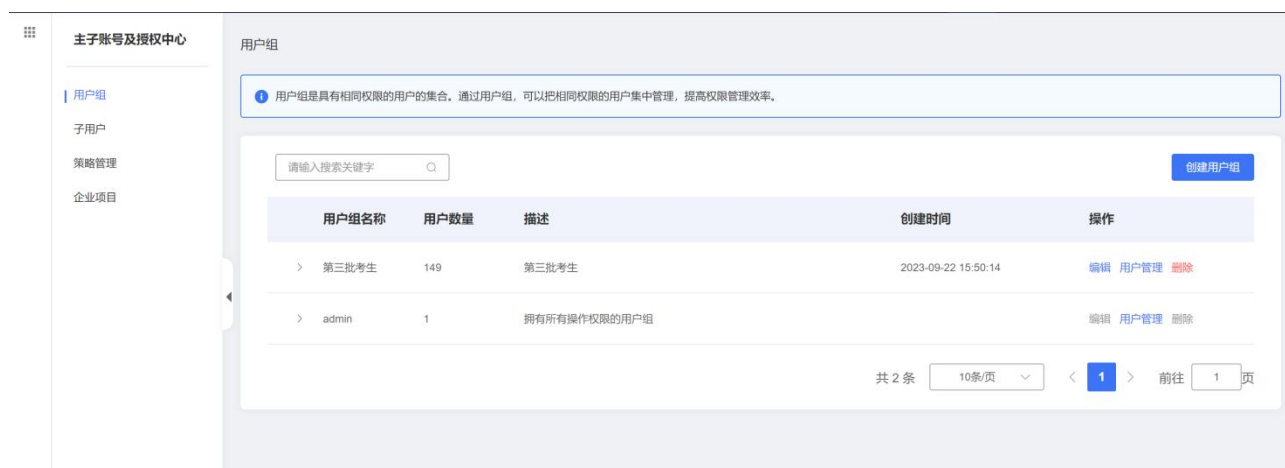 主子账号及授权中心
用户组
子用户
策略管理
企业项目
用户组
用户组是具有相同权限的用户的集合。通过用户组，可以把相同权限的用户集中管理，提高权限管理效率。
请输入搜索关键字
创建用户组
用户组名称 用户数量 描述 创建时间 操作
第三批考生 149 第三批考生 2023-09-22 15:50:14 编辑 用户管理 删除
admin 1 拥有所有操作权限的用户组 编辑 用户管理 删除
共 2 条 10条/页 1 前往 1 页